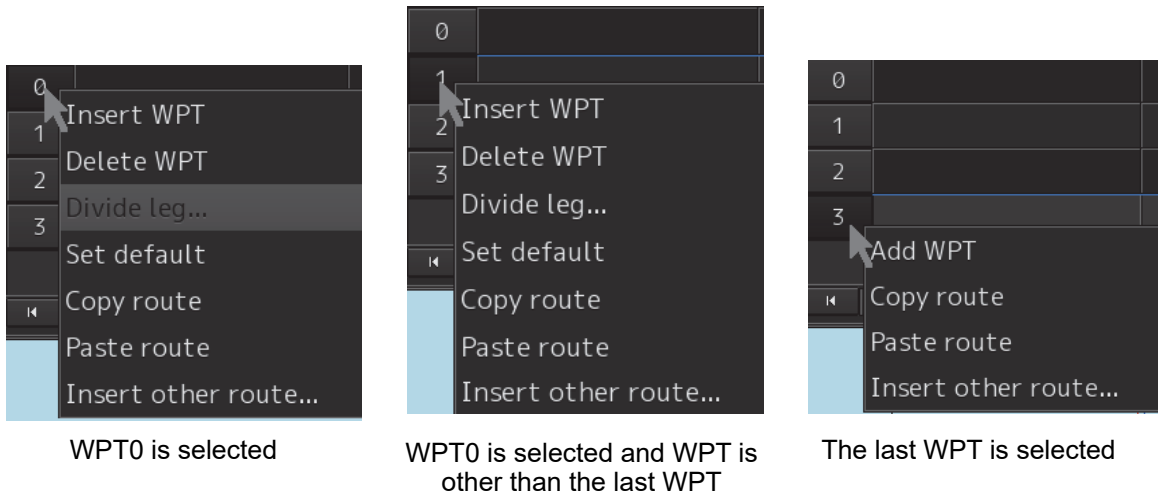 0
1
2
3
Insert WPT
Delete WPT
Divide leg...
Set default
Copy route
Paste route
Insert other route...
WPT0 is selected
0
1
2
3
Insert WPT
Delete WPT
Divide leg...
Set default
Copy route
Paste route
Insert other route...
WPT0 is selected and WPT is
other than the last WPT
0
1
2
3
Add WPT
Copy route
Paste route
Insert other route...
The last WPT is selected